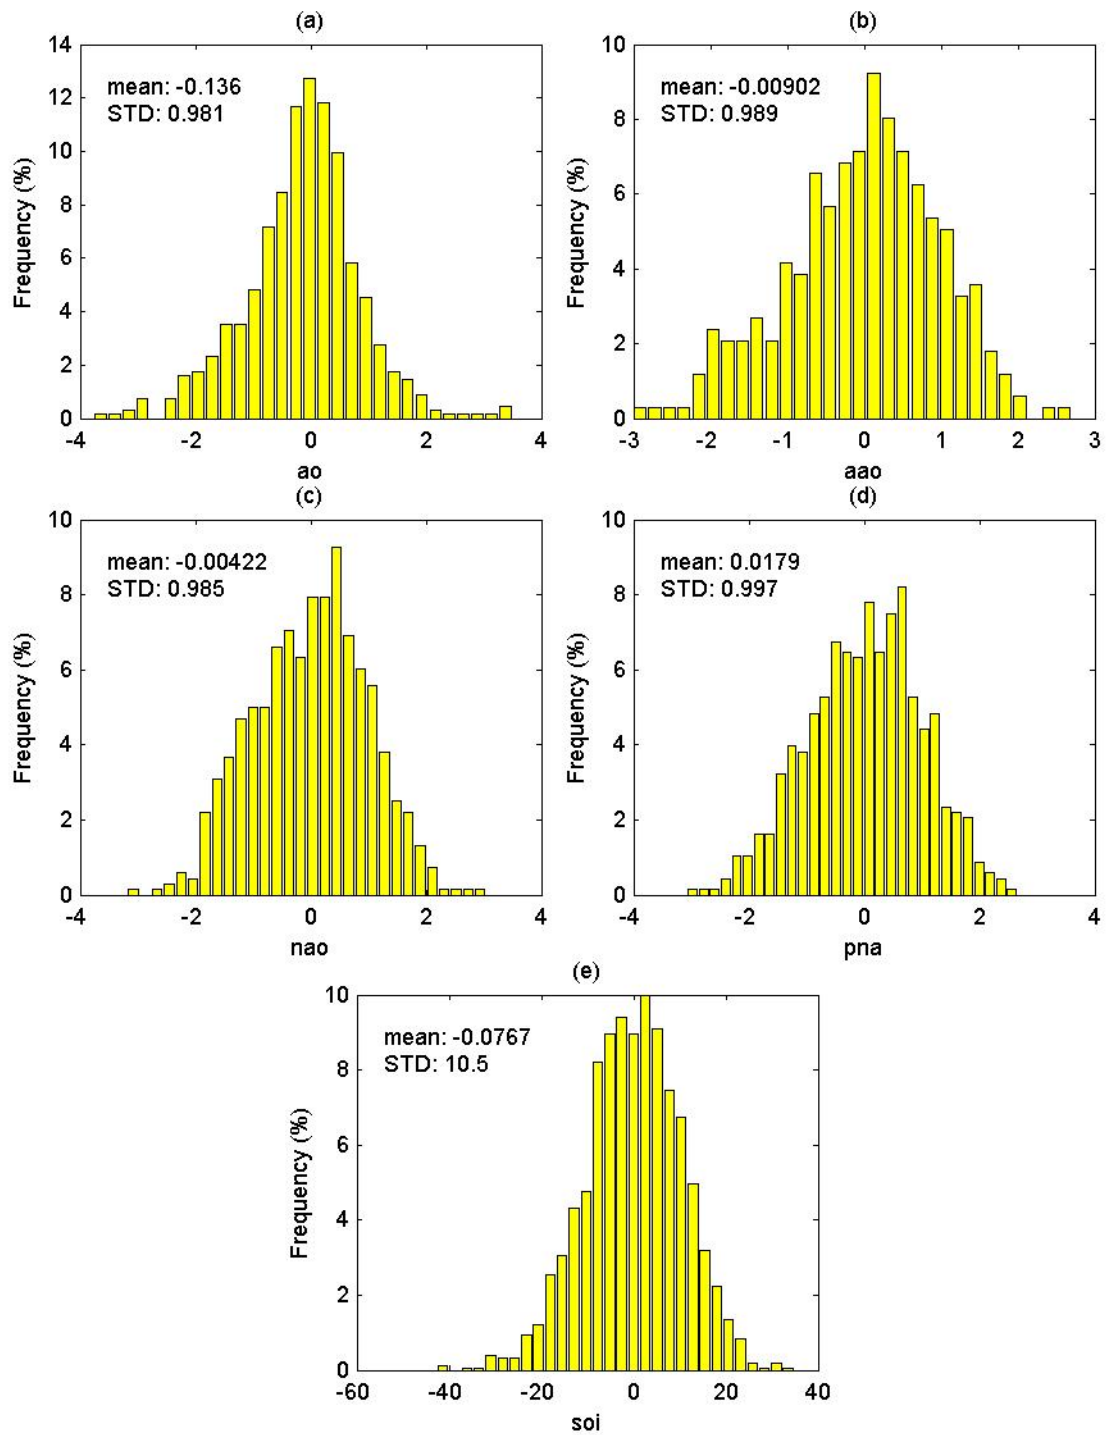 (a)
14
12
10
8
6
4
2
0
Frequency (%)
mean: -0.136
STD: 0.981
-4 -2 0 2 4
ao
(b)
10
8
6
4
2
0
Frequency (%)
mean: -0.00902
STD: 0.989
-3 -2 -1 0 1 2 3
aao
(c)
10
8
6
4
2
0
Frequency (%)
mean: -0.00422
STD: 0.985
-4 -2 0 2 4
nao
(d)
10
8
6
4
2
0
Frequency (%)
mean: 0.0179
STD: 0.997
-4 -2 0 2 4
pna
(e)
10
8
6
4
2
0
Frequency (%)
mean: -0.0767
STD: 10.5
-60 -40 -20 0 20 40
soi